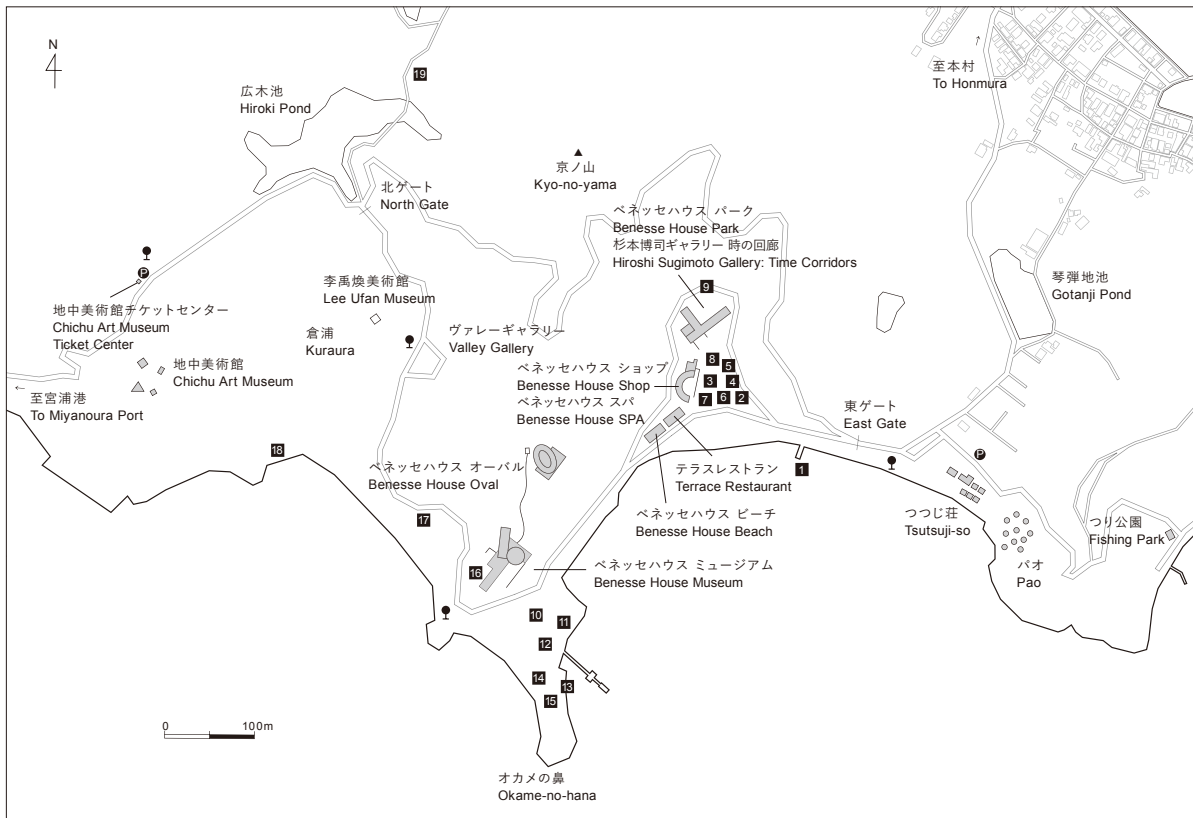 N
19
広木池
Hiroki Pond
至本村
To Honmura
京ノ山
Kyo-no-yama
北ゲート
North Gate
ベネッセハウス パーク
Benesse House Park
杉本博司ギャラリー 時の回廊
Hiroshi Sugimoto Gallery: Time Corridors
琴弾地池
Gotanji Pond
P
地中美術館チケットセンター
Chichu Art Museum
Ticket Center
李禹煥美術館
Lee Ufan Museum
倉浦
Kuraura
ヴァレーギャラリー
Valley Gallery
9
地中美術館
Chichu Art Museum
至宮浦港
To Miyanoura Port
ベネッセハウス ショップ
Benesse House Shop
ベネッセハウス スパ
Benesse House SPA
8
5
3
4
7
6
2
東ゲート
East Gate
18
ベネッセハウス オーバル
Benesse House Oval
テラスレストラン
Terrace Restaurant
1
P
つつじ荘
Tsutsuji-so
つり公園
Fishing Park
17
ベネッセハウス ビーチ
Benesse House Beach
パオ
Pao
16
ベネッセハウス ミュージアム
Benesse House Museum
10
11
12
14
13
15
0
100m
オカメの鼻
Okame-no-hana